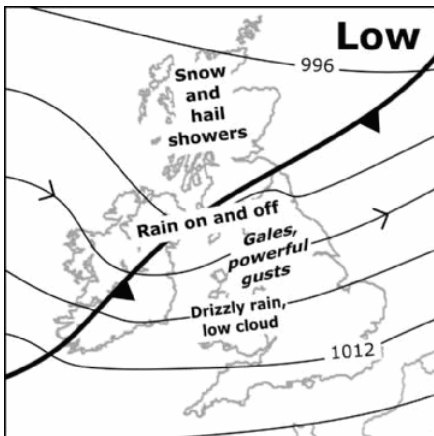 Low
996
Snow
and
hail
showers
Rain on and off
Gales,
powerful
gusts
Drizzly rain,
low cloud
1012